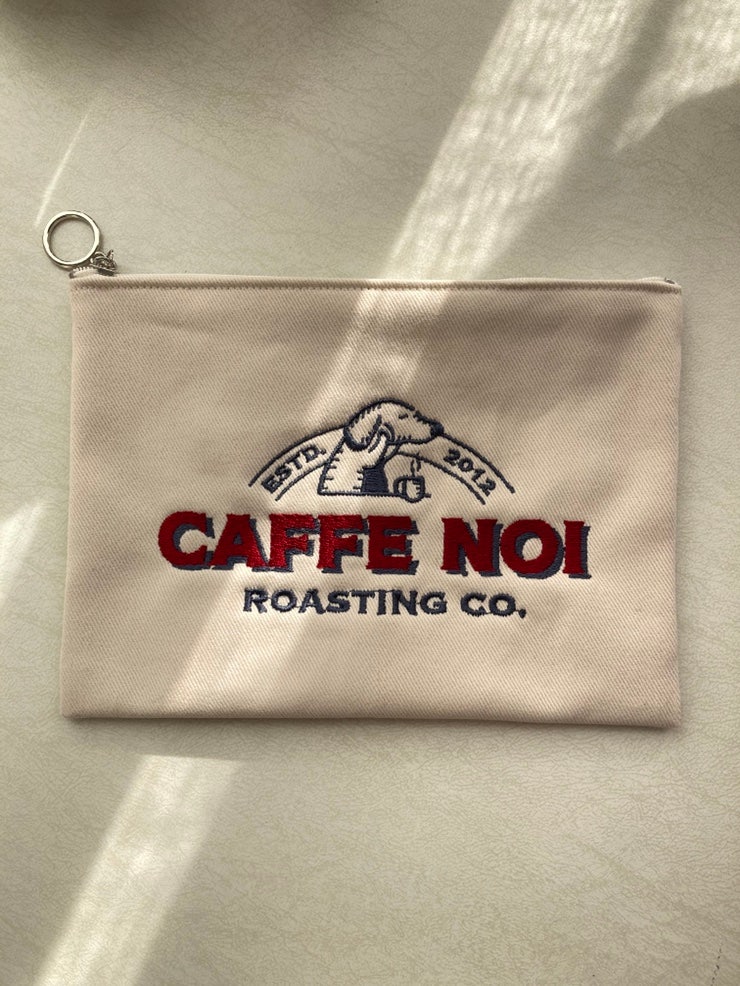 ESTD. 2012
CAFFE NOI
ROASTING CO.